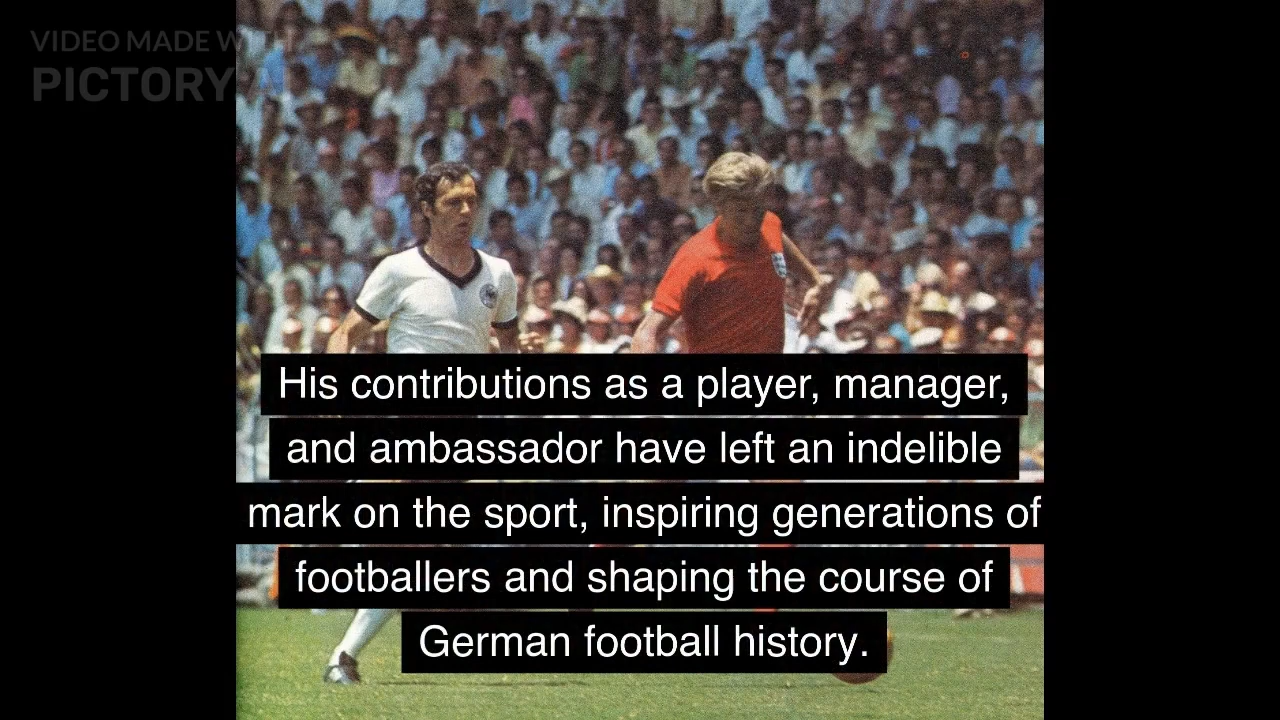 VIDEO MADE WITH
PICTORY
His contributions as a player, manager,
and ambassador have left an indelible
mark on the sport, inspiring generations of
footballers and shaping the course of
German football history.